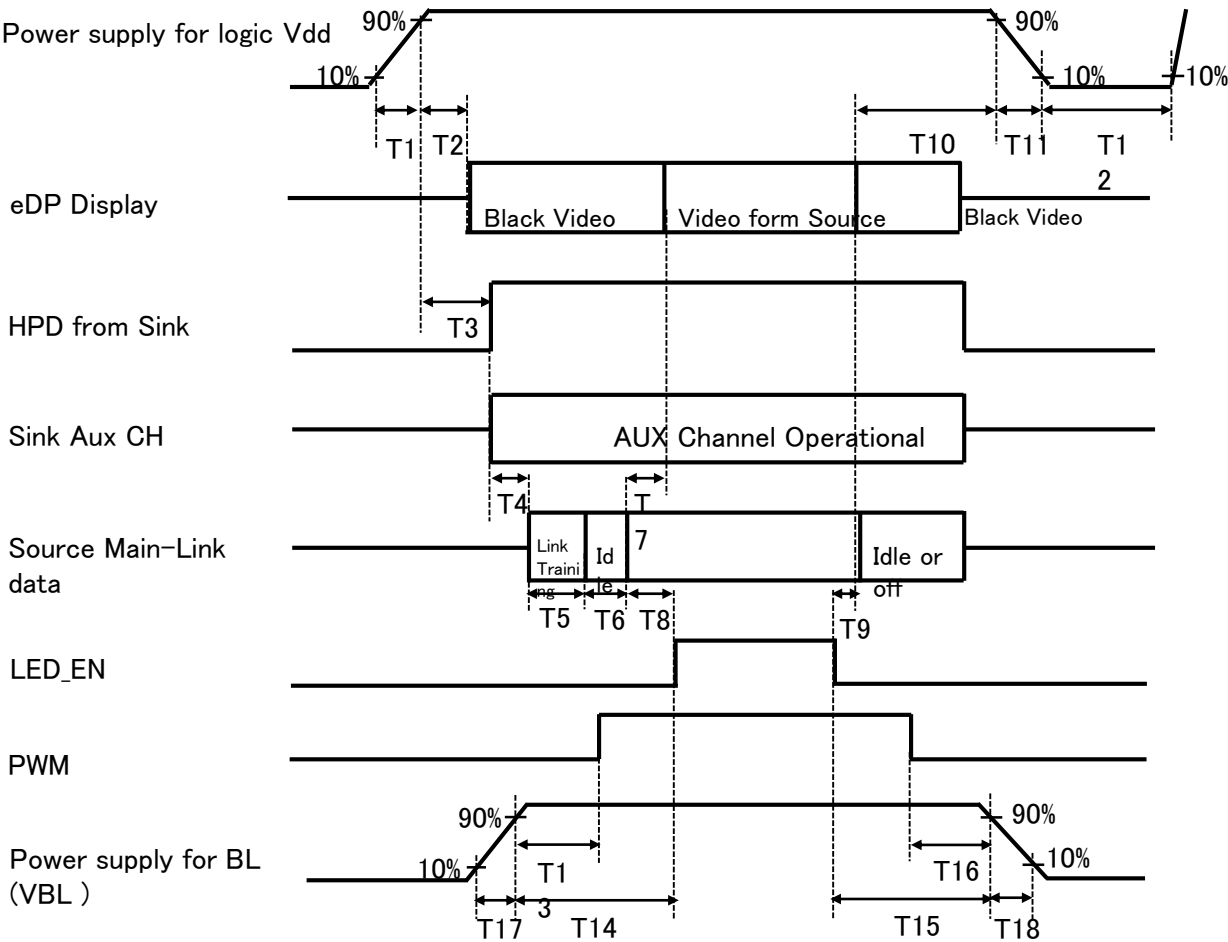 90%
90%
Power supply for logic Vdd
10%
10%
10%
T1
T2
T10
T11
T1
2
eDP Display
Black Video
Video form Source
Black Video
HPD from Sink
T3
Sink Aux CH
AUX Channel Operational
T4
T
7
Source Main-Link
data
Link
Traini
ng
Id
le
Idle or
off
T5
T6
T8
T9
LED_EN
PWM
90%
90%
Power supply for BL
(VBL )
10%
10%
T1
3
T16
T17
T14
T15
T18